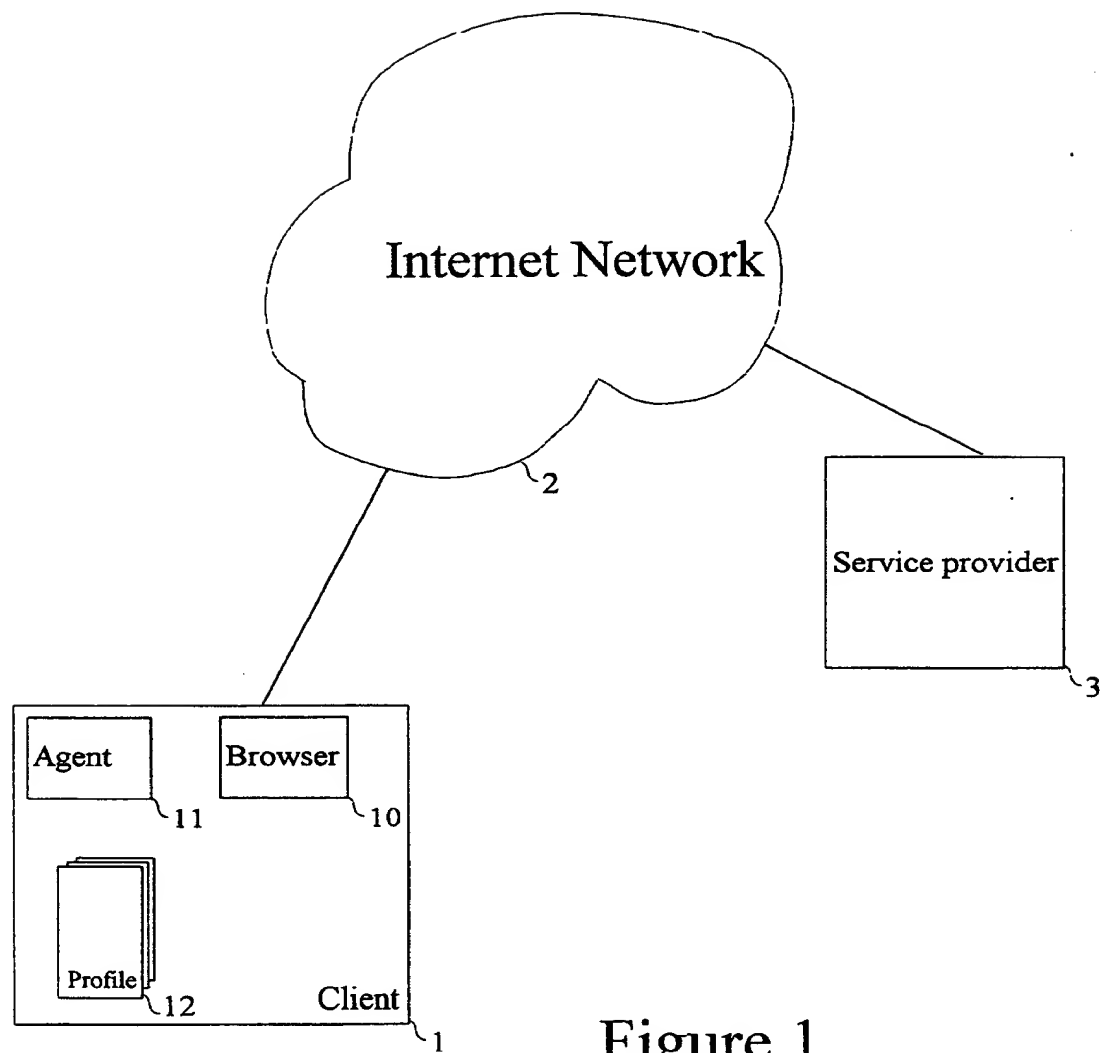 Internet Network
2
Service provider
3
Agent
11
Browser
10
Profile
12
Client
1
Figure 1